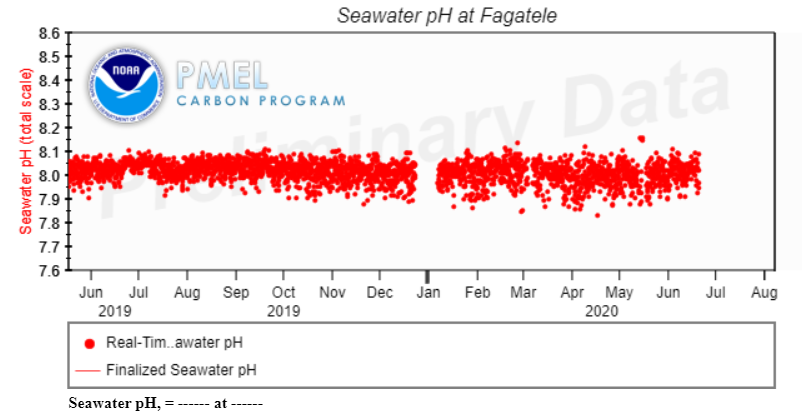 Seawater pH at Fagatele
8.6
8.5
8.4
8.3
8.2
8.1
8.0
7.9
7.8
7.7
7.6
Seawater pH (total scale)
NOAA
PMEL
CARBON PROGRAM
Preliminary Data
Jun Jul Aug Sep Oct Nov Dec Jan Feb Mar Apr May Jun Jul Aug
2019 2019 2020
Real-Tim..awater pH
Finalized Seawater pH
Seawater pH, = ------ at ------